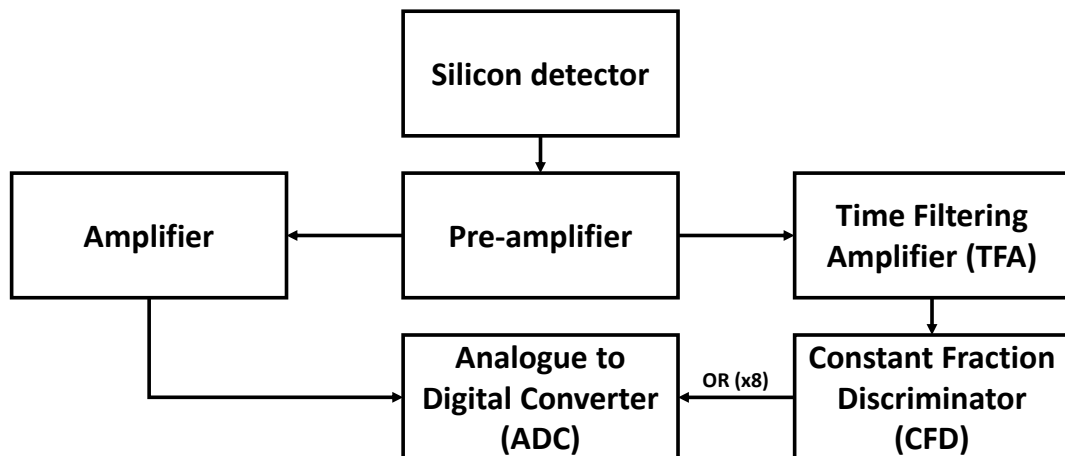 Silicon detector
Amplifier
Pre-amplifier
Time Filtering
Amplifier (TFA)
Analogue to
Digital Converter
(ADC)
OR (x8)
Constant Fraction
Discriminator
(CFD)